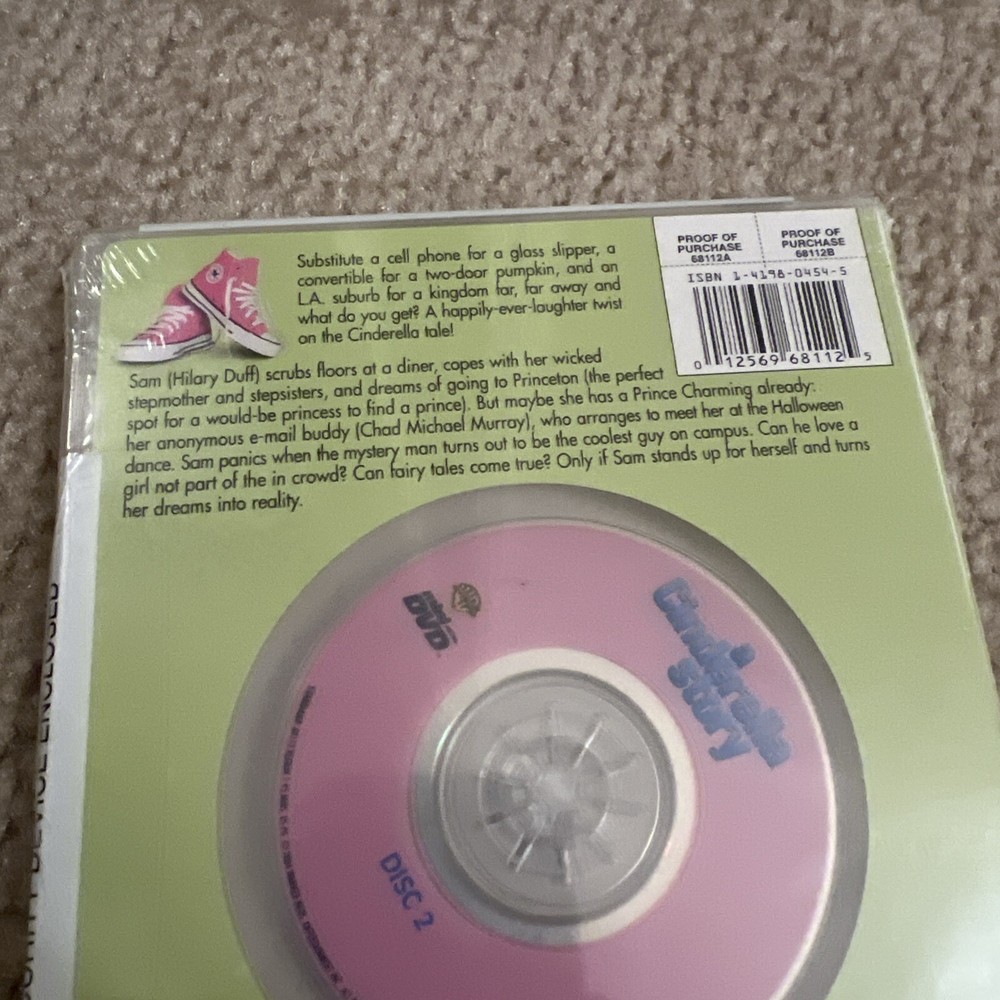 Substitute a cell phone for a glass slipper, a
convertible for a two-door pumpkin, and an
L.A. suburb for a kingdom far, far away and
what do you get? A happily-ever-laughter twist
on the Cinderella tale!
PROOF OF
PURCHASE
68112A
PROOF OF
PURCHASE
68112B
ISBN 1-4198-0454-5
0 12569 68112 5
Sam (Hilary Duff) scrubs floors at a diner, copes with her wicked
stepmother and stepsisters, and dreams of going to Princeton (the perfect
spot for a would-be princess to find a prince). But maybe she has a Prince Charming already:
her anonymous e-mail buddy (Chad Michael Murray), who arranges to meet her at the Halloween
dance. Sam panics when the mystery man turns out to be the coolest guy on campus. Can he love a
girl not part of the in crowd? Can fairy tales come true? Only if Sam stands up for herself and turns
her dreams into reality.
mini
DVD
Cinderella
Story
DISC 2
DEVICE ENCLOSED